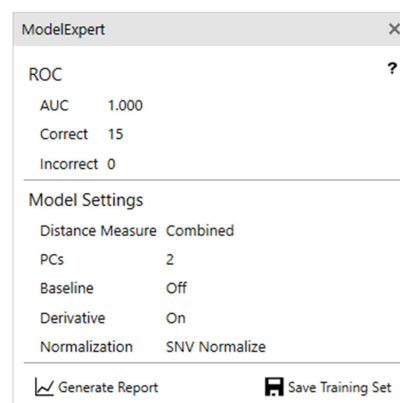 ModelExpert
ROC ?
AUC 1.000
Correct 15
Incorrect 0
Model Settings
Distance Measure Combined
PCs 2
Baseline Off
Derivative On
Normalization SNV Normalize
Generate Report Save Training Set